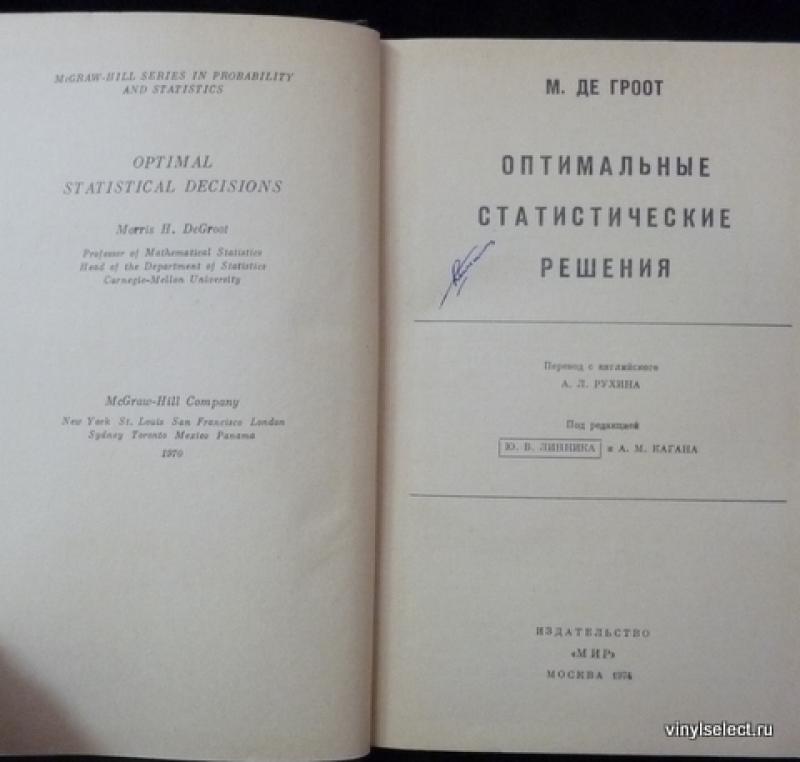 McGRAW-HILL SERIES IN PROBABILITY
AND STATISTICS
OPTIMAL
STATISTICAL DECISIONS
Morris H. DeGroot
Professor of Mathematical Statistics
Head of the Department of Statistics
Carnegie-Mellon University
McGraw-Hill Company
New York St. Louis San Francisco London
Sydney Toronto Mexico Panama
1970
М. ДЕ ГРООТ
ОПТИМАЛЬНЫЕ
СТАТИСТИЧЕСКИЕ
РЕШЕНИЯ
Перевод с английского
А. Л. РУХИНА
Под редакцией
Ю. В. ЛИННИКА и А. М. КАГАНА
ИЗДАТЕЛЬСТВО
«МИР»
МОСКВА 1974
vinylselect.ru